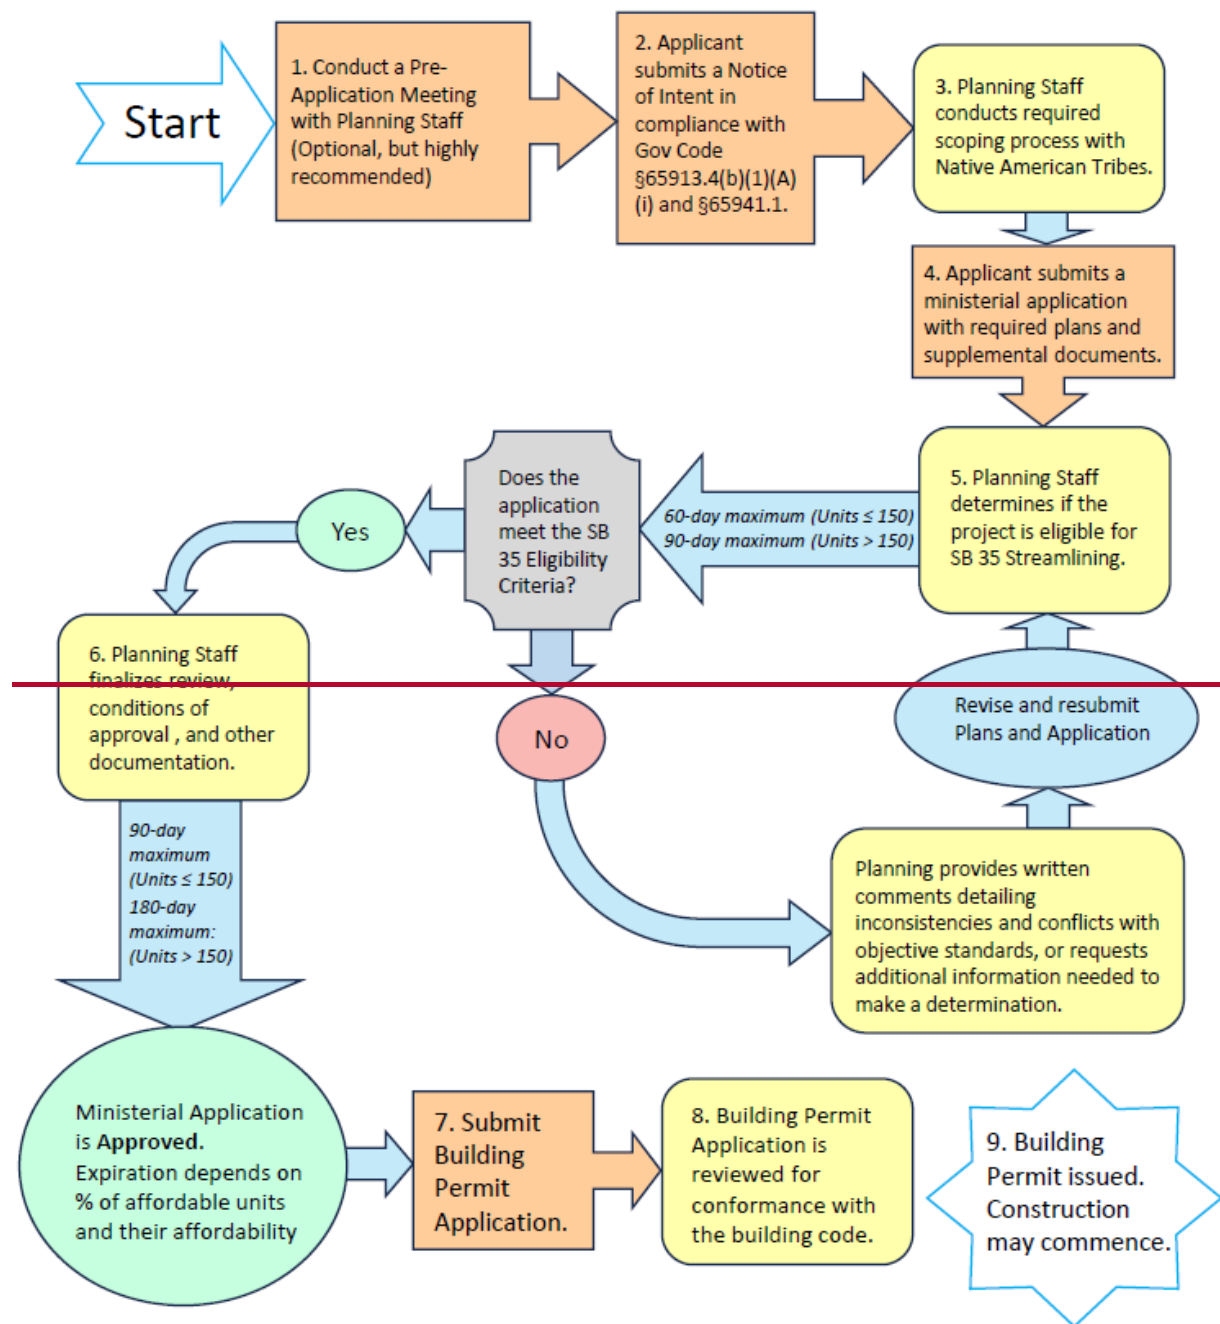 Start
1. Conduct a Pre-
Application Meeting
with Planning Staff
(Optional, but highly
recommended)
2. Applicant
submits a Notice
of Intent in
compliance with
Gov Code
§65913.4(b)(1)(A)
(i) and §65941.1.
3. Planning Staff
conducts required
scoping process with
Native American Tribes.
4. Applicant submits a
ministerial application
with required plans and
supplemental documents.
5. Planning Staff
determines if the
project is eligible for
SB 35 Streamlining.
60-day maximum (Units ≤ 150)
90-day maximum (Units > 150)
Does the
application
meet the SB
35 Eligibility
Criteria?
Yes
6. Planning Staff
finalizes review,
conditions of
approval , and other
documentation.
No
Revise and resubmit
Plans and Application
Planning provides written
comments detailing
inconsistencies and conflicts with
objective standards, or requests
additional information needed to
make a determination.
90-day
maximum
(Units ≤ 150)
180-day
maximum:
(Units > 150)
Ministerial Application
is Approved.
Expiration depends on
% of affordable units
and their affordability
7. Submit
Building
Permit
Application.
8. Building Permit
Application is
reviewed for
conformance with
the building code.
9. Building
Permit issued.
Construction
may commence.